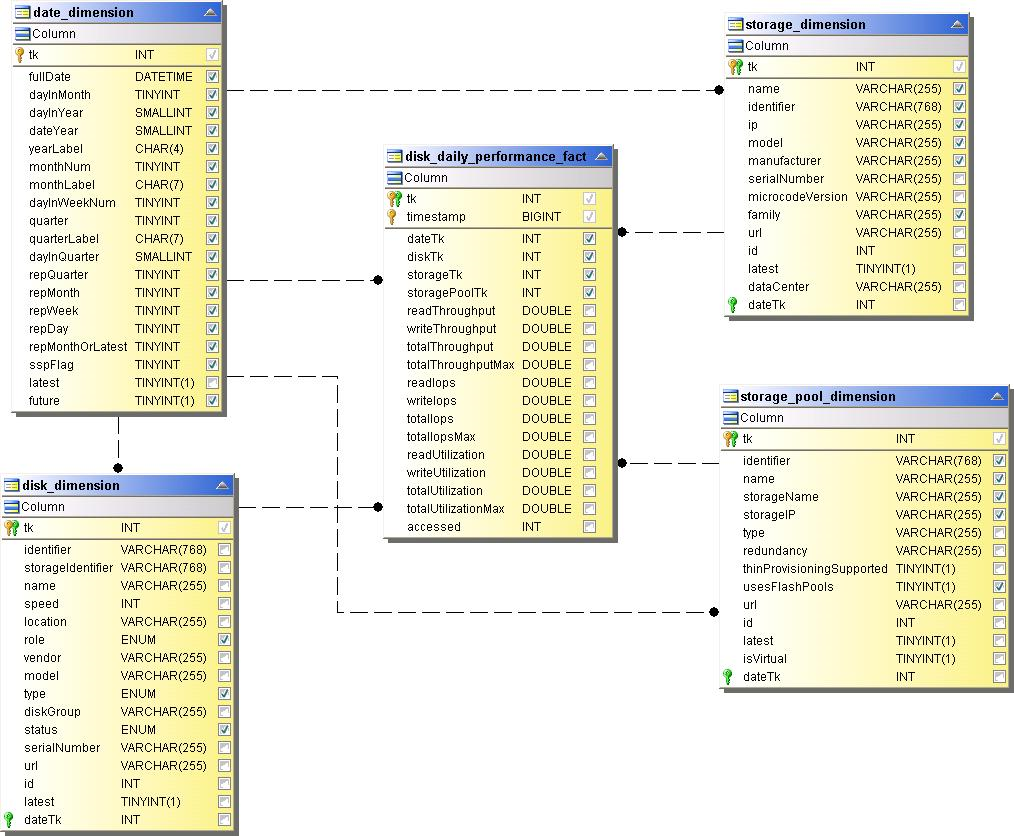 date_dimension
Column
tk INT
fullDate DATETIME
dayInMonth TINYINT
dayInYear SMALLINT
dateYear SMALLINT
yearLabel CHAR(4)
monthNum TINYINT
monthLabel CHAR(7)
dayInWeekNum TINYINT
quarter TINYINT
quarterLabel CHAR(7)
dayInQuarter SMALLINT
repQuarter TINYINT
repMonth TINYINT
repWeek TINYINT
repDay TINYINT
repMonthOrLatest TINYINT
sspFlag TINYINT
latest TINYINT(1)
future TINYINT(1)
storage_dimension
Column
tk INT
name VARCHAR(255)
identifier VARCHAR(768)
ip VARCHAR(255)
model VARCHAR(255)
manufacturer VARCHAR(255)
serialNumber VARCHAR(255)
microcodeVersion VARCHAR(255)
family VARCHAR(255)
url VARCHAR(255)
id INT
latest TINYINT(1)
dataCenter VARCHAR(255)
dateTk INT
disk_daily_performance_fact
Column
tk INT
timestamp BIGINT
dateTk INT
diskTk INT
storageTk INT
storagePoolTk INT
readThroughput DOUBLE
writeThroughput DOUBLE
totalThroughput DOUBLE
totalThroughputMax DOUBLE
readIops DOUBLE
writeIops DOUBLE
totalIops DOUBLE
totalIopsMax DOUBLE
readUtilization DOUBLE
writeUtilization DOUBLE
totalUtilization DOUBLE
totalUtilizationMax DOUBLE
accessed INT
storage_pool_dimension
Column
tk INT
identifier VARCHAR(768)
name VARCHAR(255)
storageName VARCHAR(255)
storageIP VARCHAR(255)
type VARCHAR(255)
redundancy VARCHAR(255)
thinProvisioningSupported TINYINT(1)
usesFlashPools TINYINT(1)
url VARCHAR(255)
id INT
latest TINYINT(1)
isVirtual TINYINT(1)
dateTk INT
disk_dimension
Column
tk INT
identifier VARCHAR(768)
storageIdentifier VARCHAR(768)
name VARCHAR(255)
speed INT
location VARCHAR(255)
role ENUM
vendor VARCHAR(255)
model VARCHAR(255)
type ENUM
diskGroup VARCHAR(255)
status ENUM
serialNumber VARCHAR(255)
url VARCHAR(255)
id INT
latest TINYINT(1)
dateTk INT